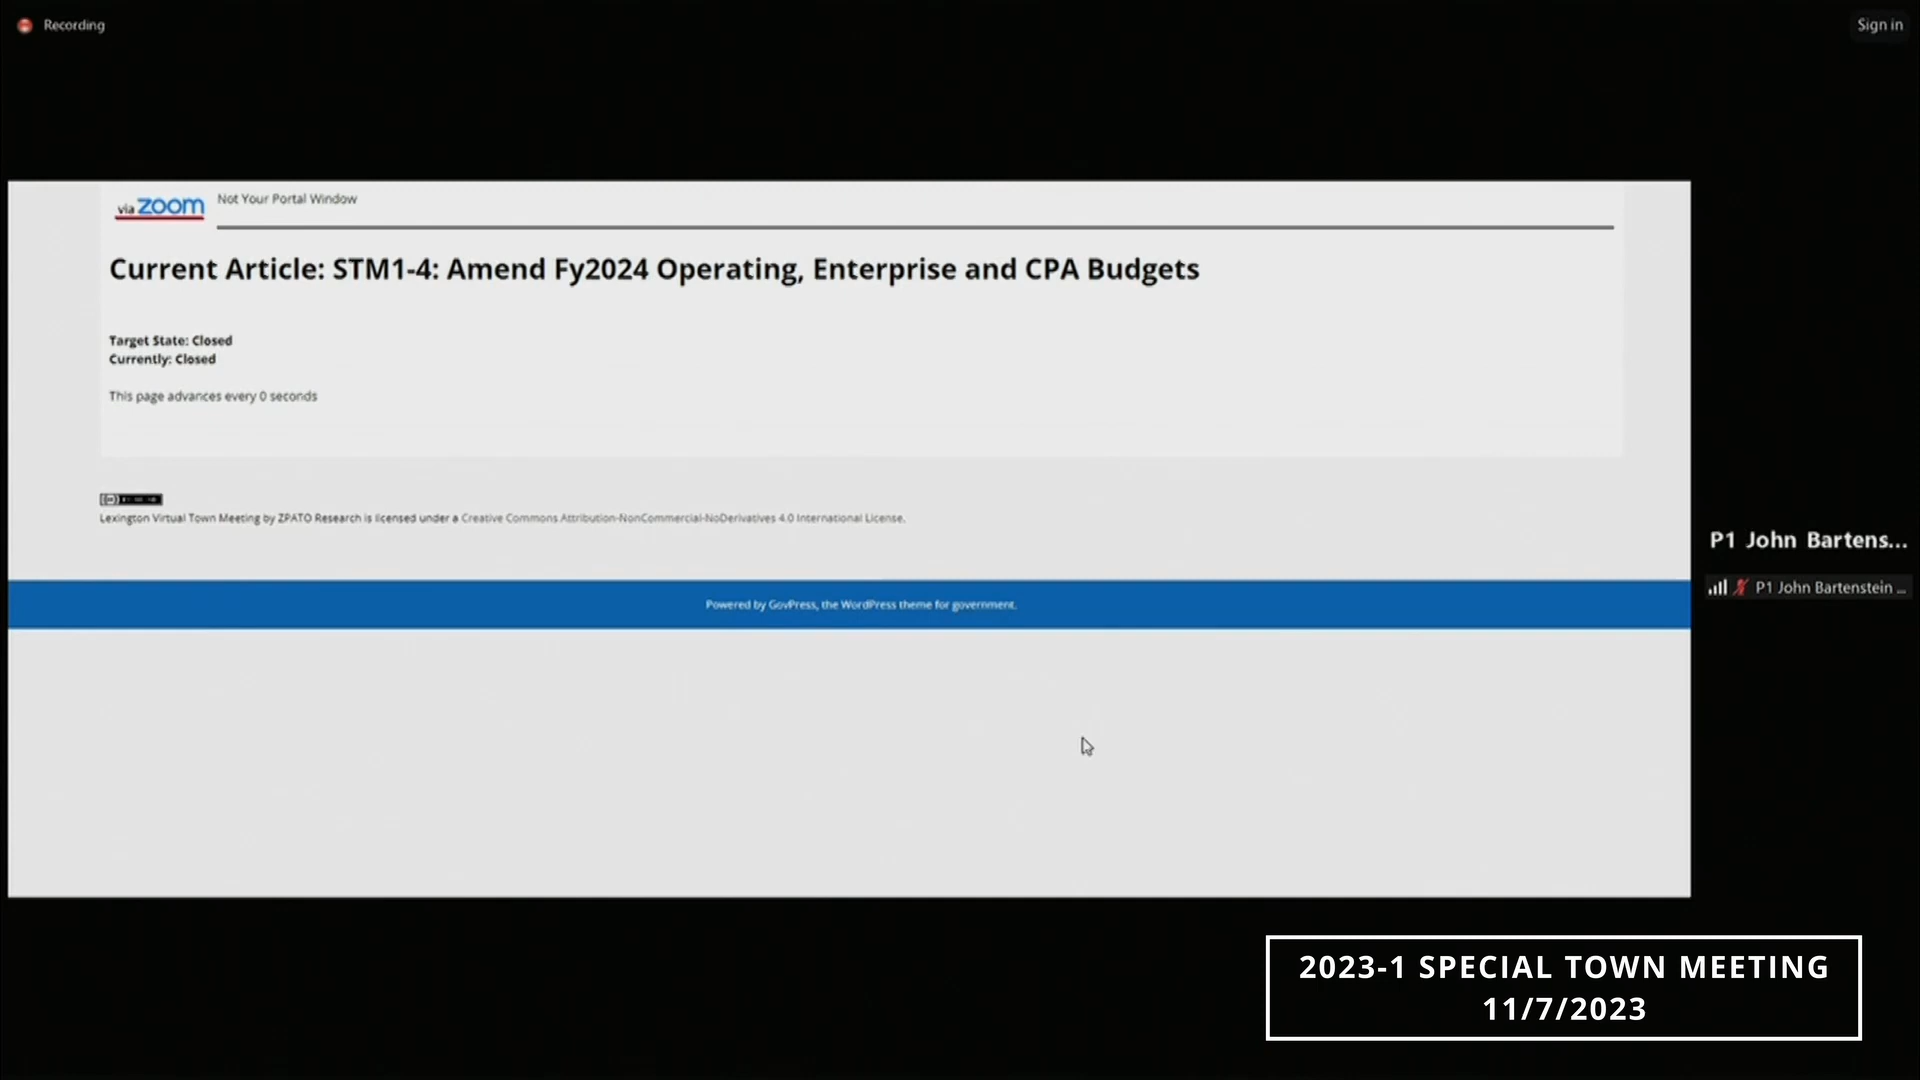 Recording
Sign in
via zoom
Not Your Portal Window
Current Article: STM1-4: Amend Fy2024 Operating, Enterprise and CPA Budgets
Target State: Closed
Currently: Closed
This page advances every 0 seconds
Lexington Virtual Town Meeting by ZPATO Research is licensed under a Creative Commons Attribution-NonCommercial-NoDerivatives 4.0 International License.
P1 John Bartens...
P1 John Bartenstein ...
Powered by GovPress, the WordPress theme for government.
2023-1 SPECIAL TOWN MEETING
11/7/2023